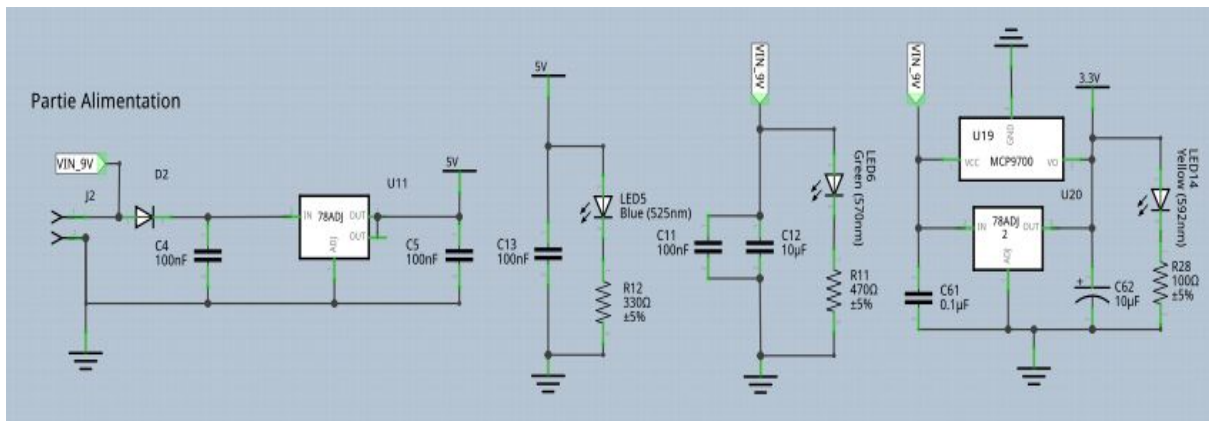 Partie Alimentation
VIN_9V
J2
D2
C4
100nF
U11
78ADJ
IN
OUT
OUT
ADJ
5V
C5
100nF
5V
C13
100nF
LED5
Blue (525nm)
R12
330Ω
±5%
VIN_9V
C11
100nF
C12
10µF
LED6
Green (570nm)
R11
470Ω
±5%
VIN_9V
U19
MCP9700
GND
VCC
VO
3.3V
U20
78ADJ
2
IN
OUT
ADJ
C61
0.1µF
C62
10µF
LED14
Yellow (592nm)
R28
100Ω
±5%